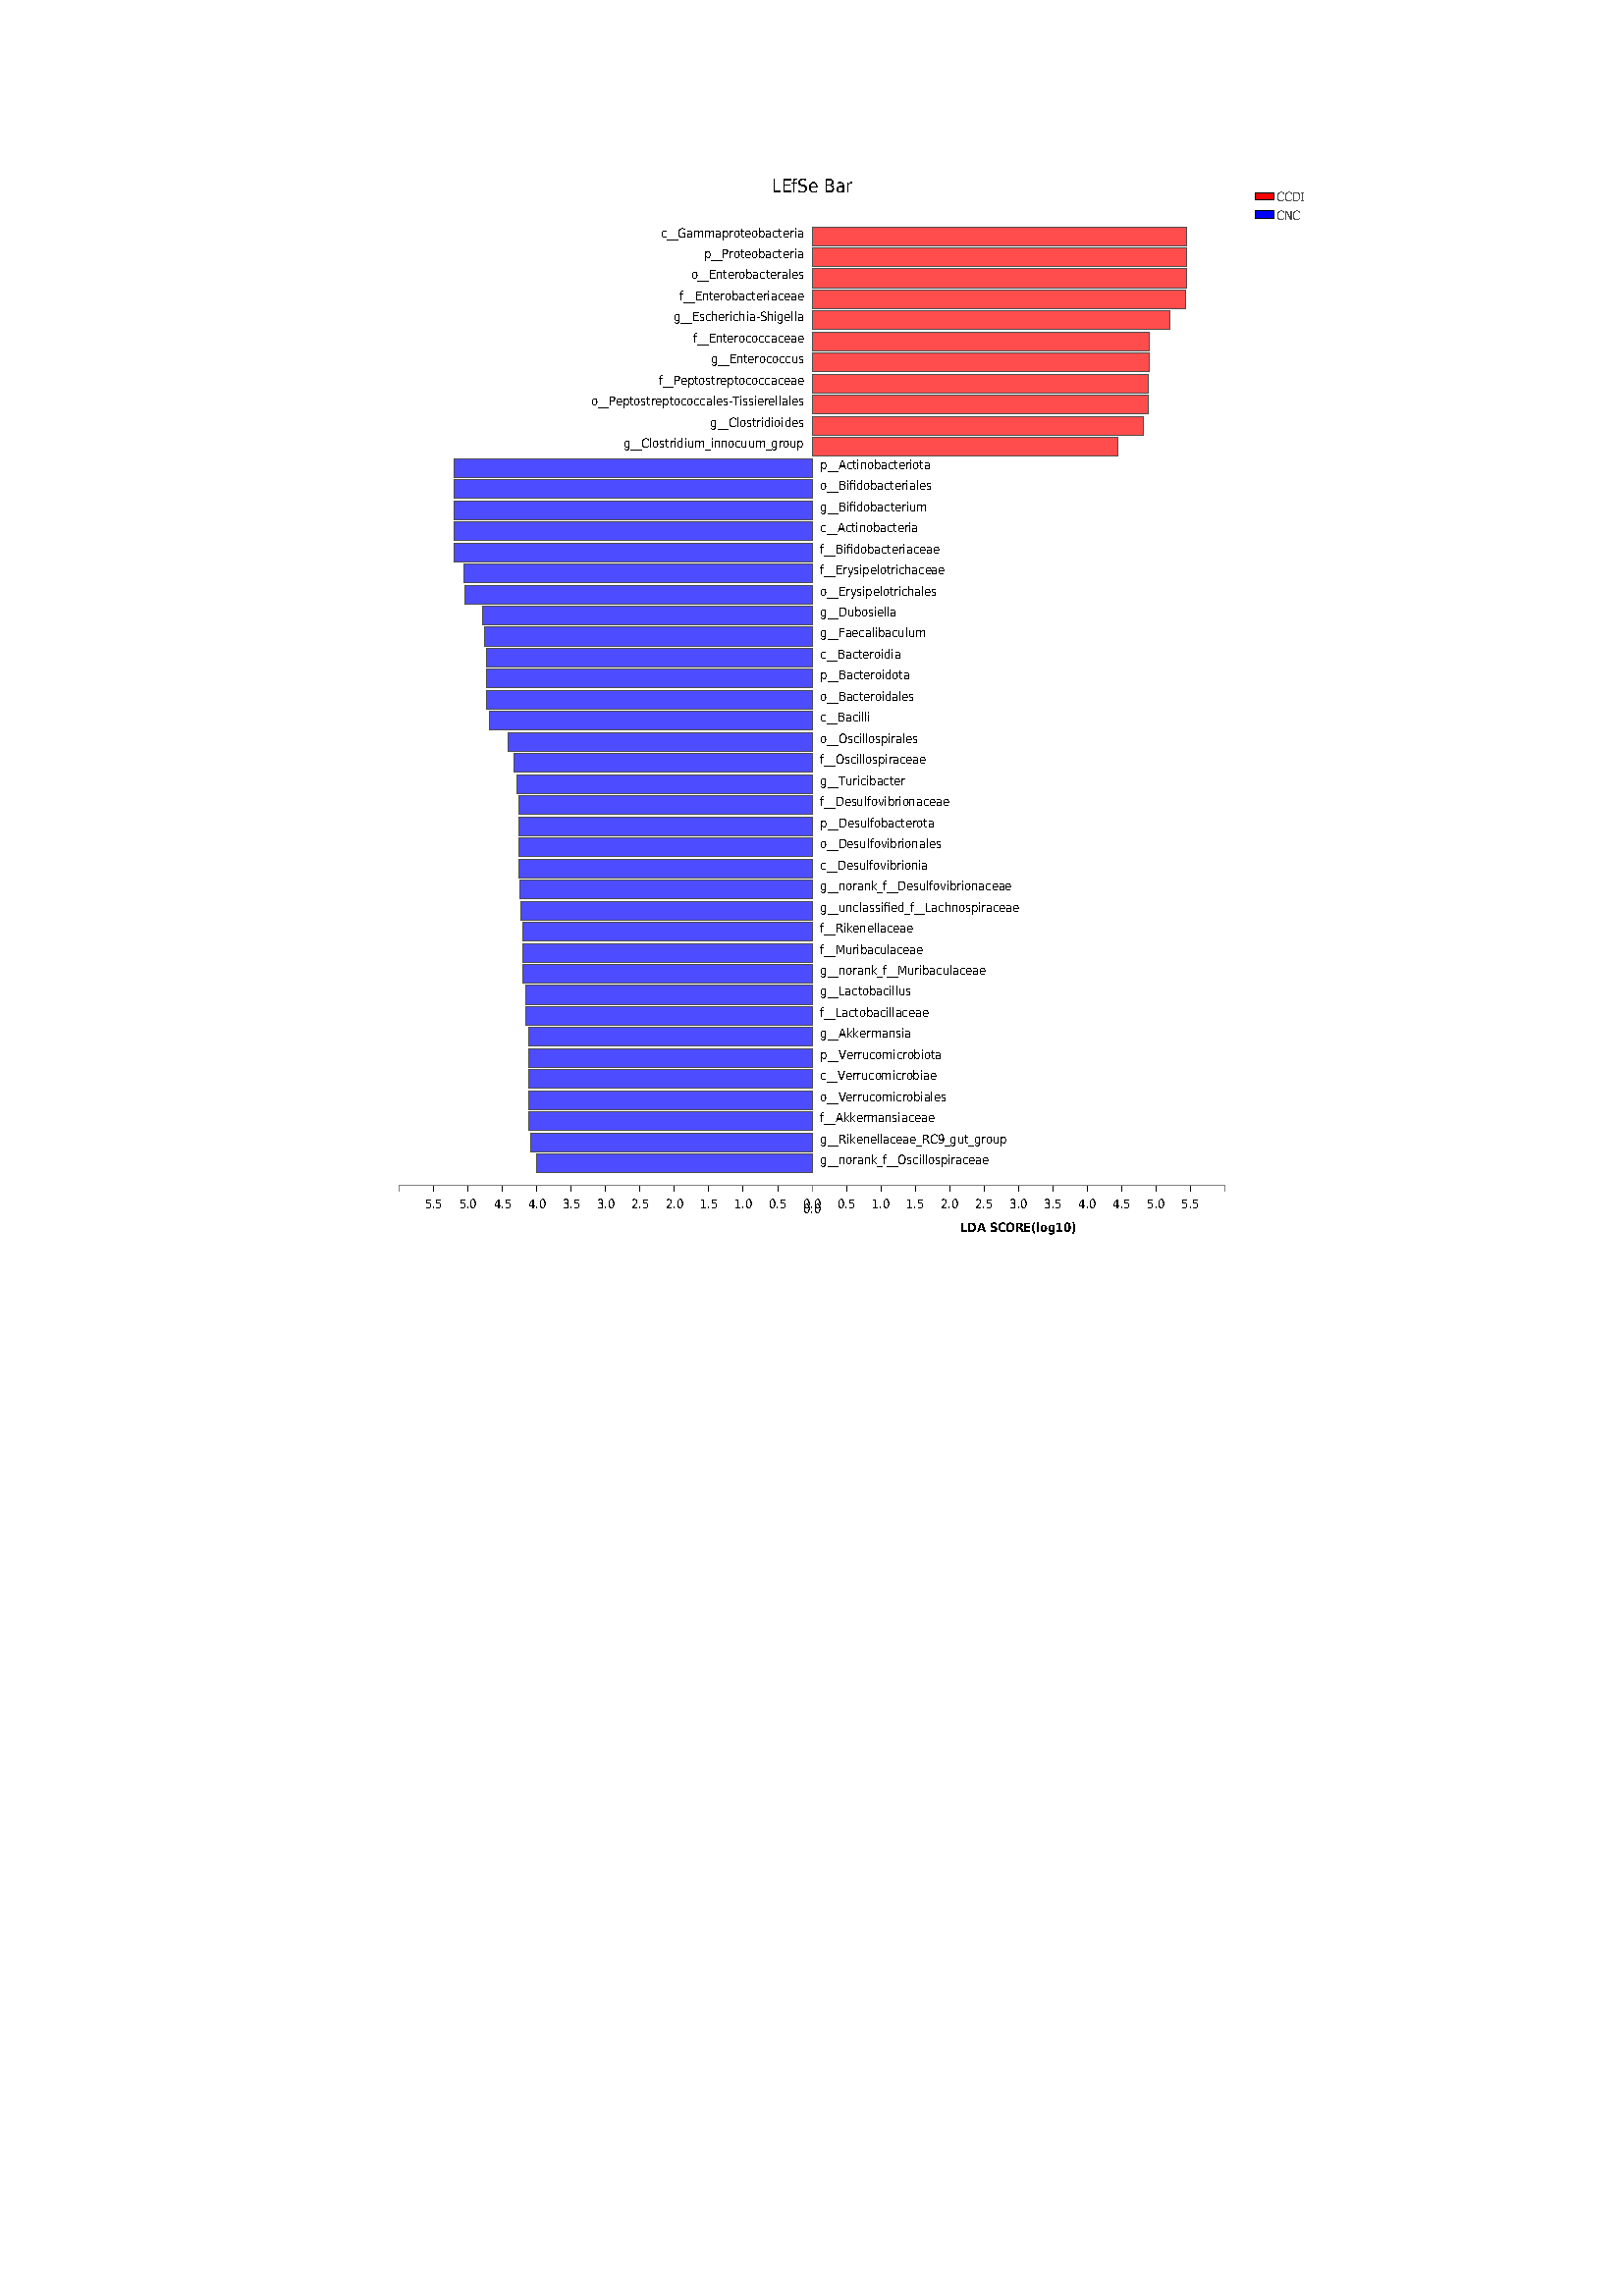 LEfSe Bar
CCDI
CNC
c__Gammaproteobacteria
p__Proteobacteria
o__Enterobacterales
f__Enterobacteriaceae
g__Escherichia-Shigella
f__Enterococcaceae
g__Enterococcus
f__Peptostreptococcaceae
o__Peptostreptococcales-Tissierellales
g__Clostridioides
g__Clostridium_innocuum_group
p__Actinobacteriota
o__Bifidobacteriales
g__Bifidobacterium
c__Actinobacteria
f__Bifidobacteriaceae
f__Erysipelotrichaceae
o__Erysipelotrichales
g__Dubosiella
g__Faecalibaculum
c__Bacteroidia
p__Bacteroidota
o__Bacteroidales
c__Bacilli
o__Oscillospirales
f__Oscillospiraceae
g__Turicibacter
f__Desulfovibrionaceae
p__Desulfobacterota
o__Desulfovibrionales
c__Desulfovibrionia
g__norank_f__Desulfovibrionaceae
g__unclassified_f__Lachnospiraceae
f__Rikenellaceae
f__Muribaculaceae
g__norank_f__Muribaculaceae
g__Lactobacillus
f__Lactobacillaceae
g__Akkermansia
p__Verrucomicrobiota
c__Verrucomicrobiae
o__Verrucomicrobiales
f__Akkermansiaceae
g__Rikenellaceae_RC9_gut_group
g__norank_f__Oscillospiraceae
5.5 5.0 4.5 4.0 3.5 3.0 2.5 2.0 1.5 1.0 0.5 0.0 0.5 1.0 1.5 2.0 2.5 3.0 3.5 4.0 4.5 5.0 5.5
0.0
LDA SCORE(log10)